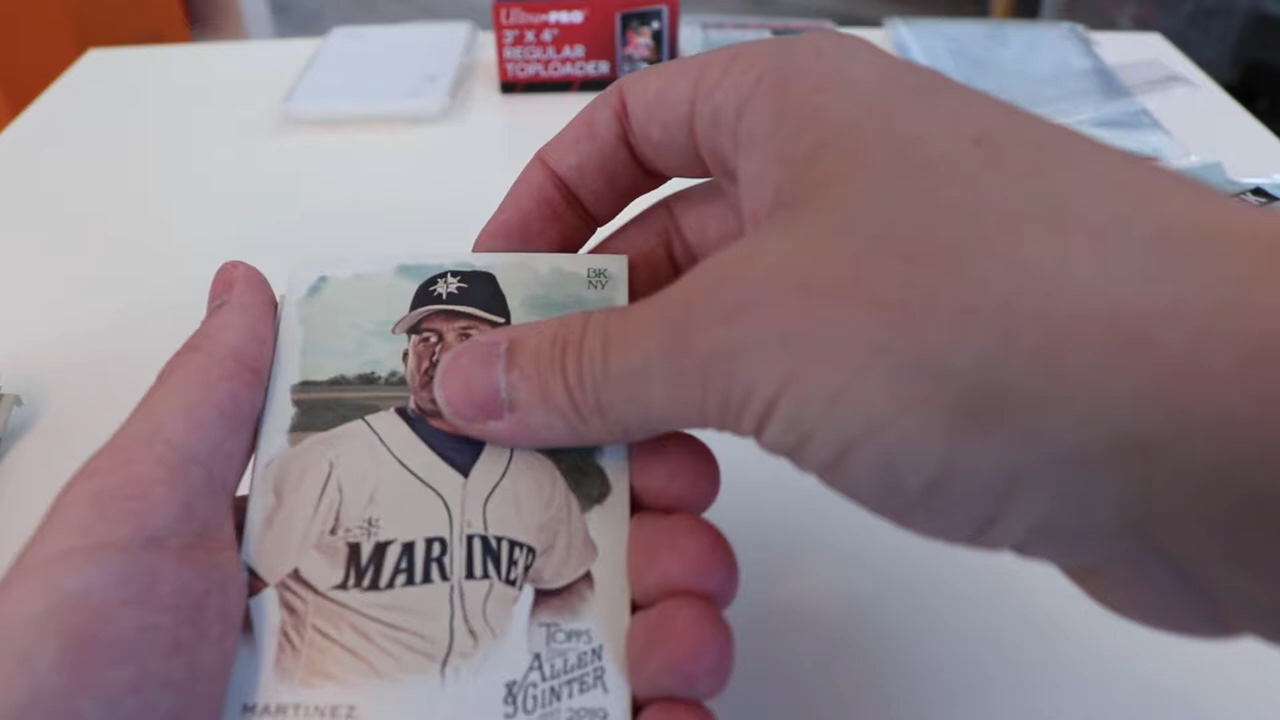 Ultra-PRO
3" X 4"
REGULAR
TOPLOADER
BK
NY
MARINER
TOPPS
ALLEN
& GINTER
2019
MARTINEZ